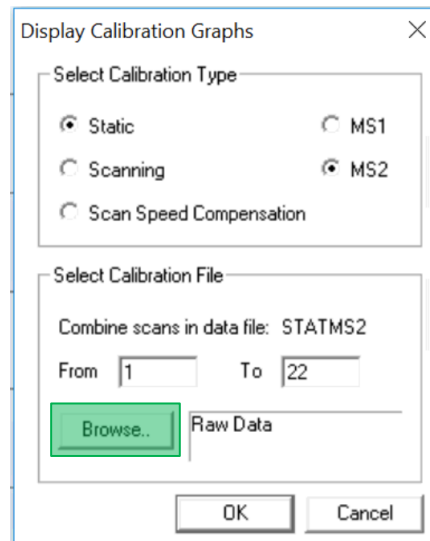 Display Calibration Graphs
Select Calibration Type
Static MS1
Scanning MS2
Scan Speed Compensation
Select Calibration File
Combine scans in data file: STATMS2
From 1 To 22
Browse.. Raw Data
OK Cancel